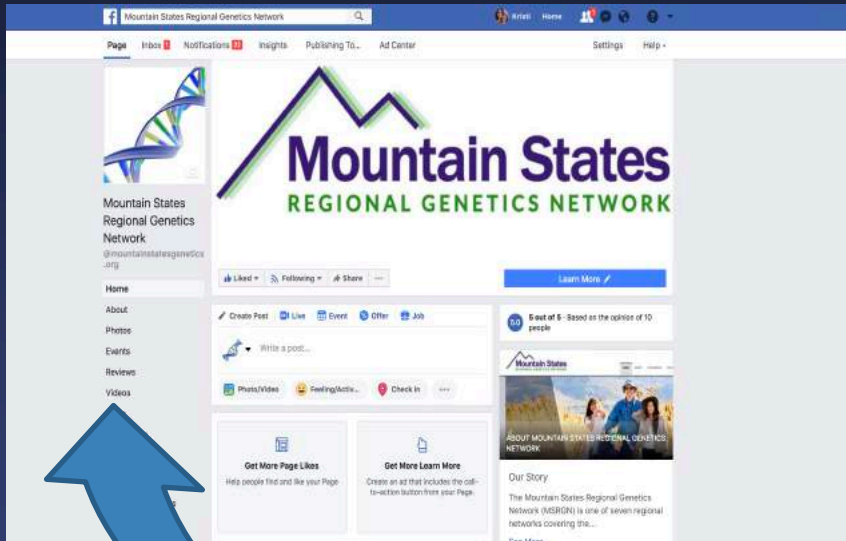 Mountain States Regional Genetics Network
Kristi Home
Page Inbox Notifications Insights Publishing To... Ad Center Settings Help
Mountain States
REGIONAL GENETICS NETWORK
Mountain States
Regional Genetics
Network
@mountainstatesgenetics
.org
Liked Following Share ...
Learn More
Home
About
Photos
Events
Reviews
Videos
Create Post Live Event Offer Job
Write a post...
Photo/Video Feeling/Activ... Check in ...
Get More Page Likes
Help people find and like your Page
Get More Learn More
Create an ad that includes the call-
to-action button from your Page.
5.0
5 out of 5 · Based on the opinion of 10
people
Mountain States
ABOUT MOUNTAIN STATES REGIONAL GENETICS
NETWORK
Our Story
The Mountain States Regional Genetics
Network (MSRGN) is one of seven regional
networks covering the...
See More